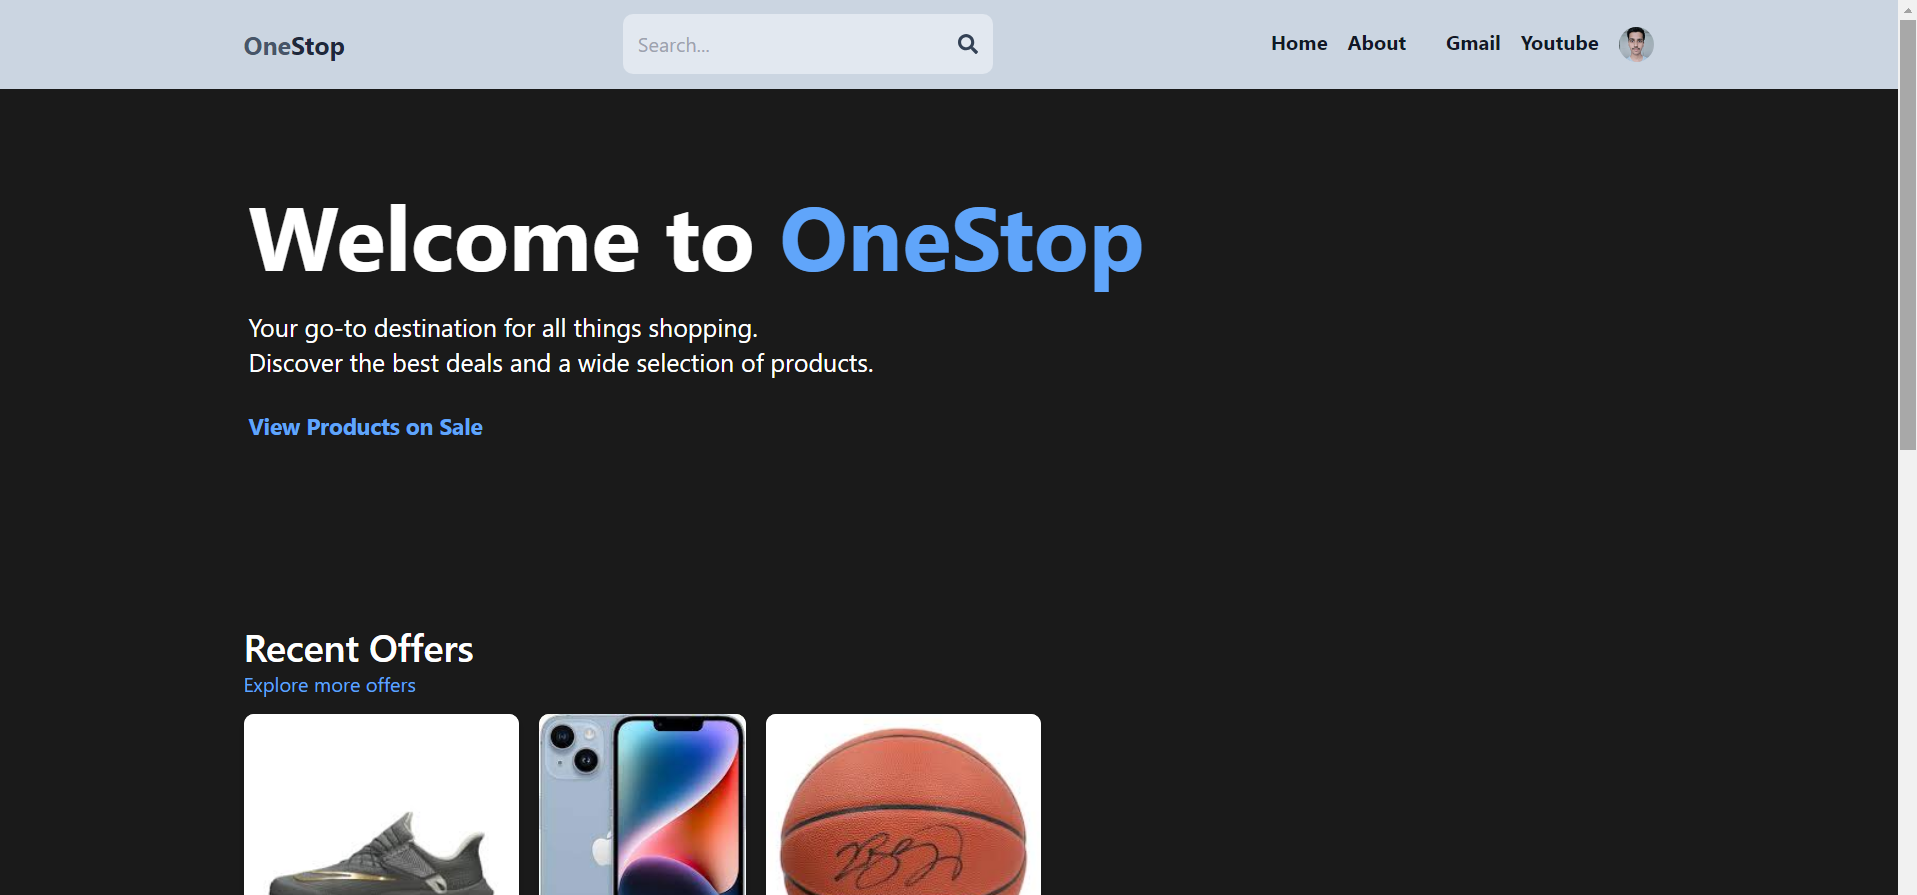 OneStop
Search...
Home About Gmail Youtube
Welcome to OneStop
Your go-to destination for all things shopping.
Discover the best deals and a wide selection of products.
View Products on Sale
Recent Offers
Explore more offers